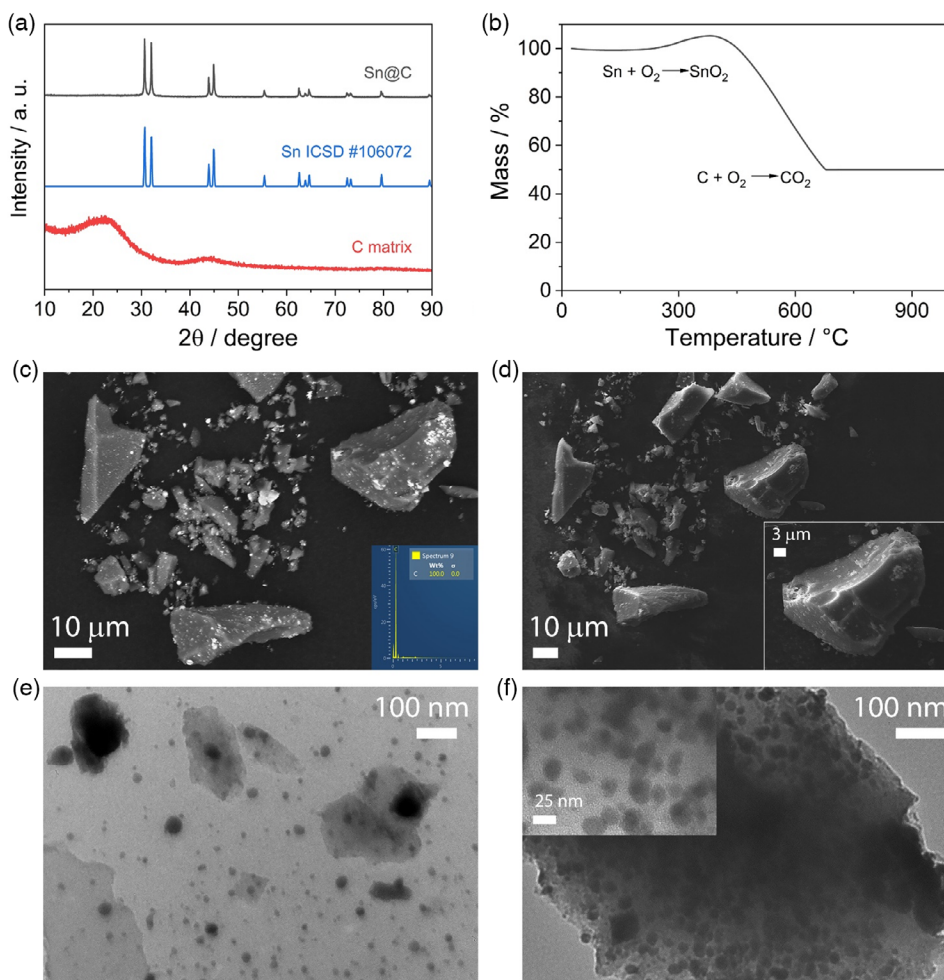 (a)
Intensity / a. u.
Sn@C
Sn ICSD #106072
C matrix
10 20 30 40 50 60 70 80 90
2θ / degree
(b)
Mass / %
100
80
60
40
20
0
Sn + O₂ → SnO₂
C + O₂ → CO₂
0 300 600 900
Temperature / °C
(c)
10 μm
Spectrum 9
Wt% σ
C 100.0 0.0
(d)
3 μm
10 μm
(e)
100 nm
(f)
100 nm
25 nm